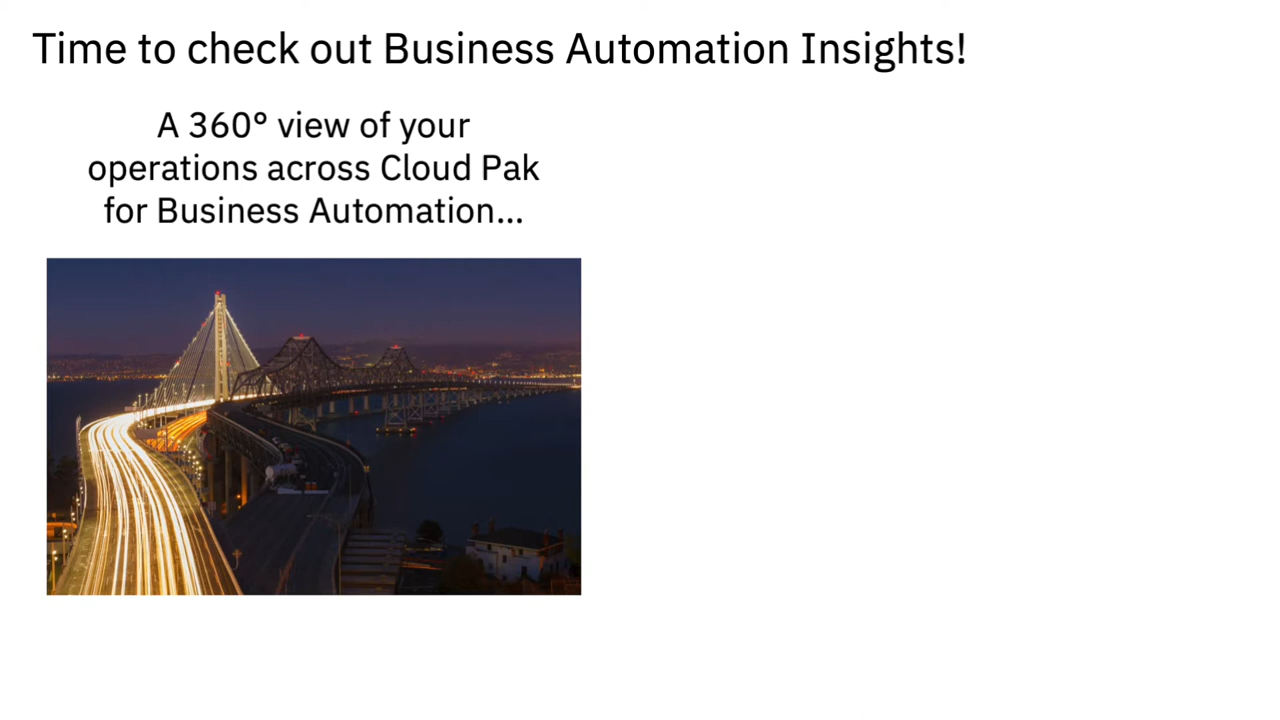 Time to check out Business Automation Insights!
A 360° view of your
operations across Cloud Pak
for Business Automation...